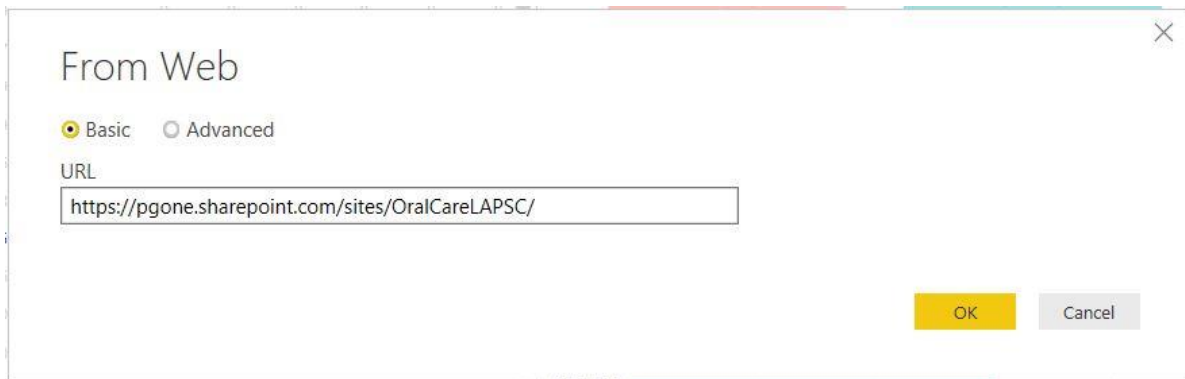 From Web
Basic Advanced
URL
https://pgone.sharepoint.com/sites/OralCareLAPSC/
OK Cancel